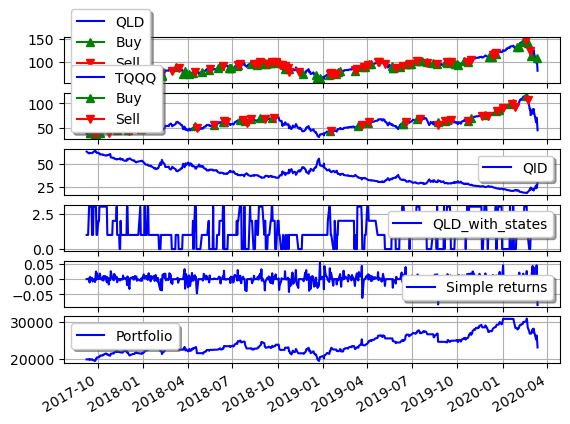 QLD
Buy
Sell
150
100
TQQQ
Buy
Sell
100
50
QID
50
25
QLD_with_states
2.5
0.0
Simple returns
0.05
0.00
−0.05
Portfolio
30000
20000
2017-10 2018-01 2018-04 2018-07 2018-10 2019-01 2019-04 2019-07 2019-10 2020-01 2020-04